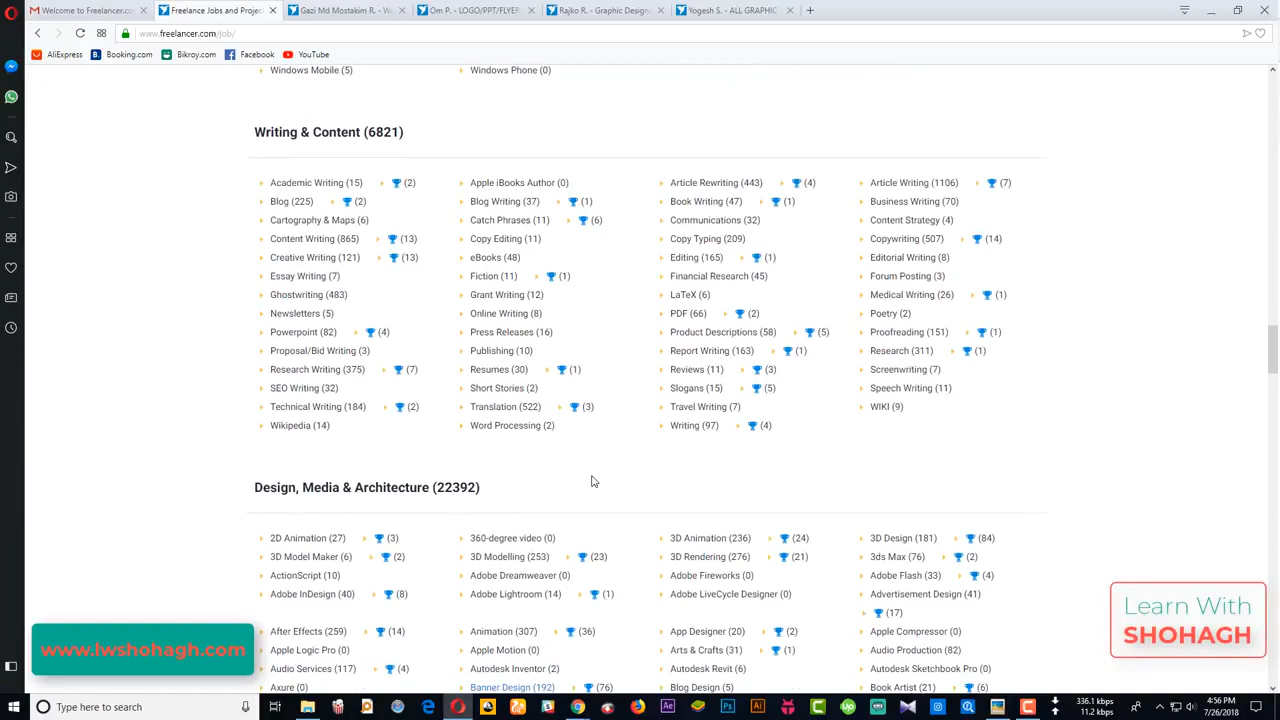 Welcome to Freelancer.co
Freelance Jobs and Projec
Gazi Md Mostakim R. - W
Om P. - LOGO/PPT/FLYER
Rajko R. - Graphic Design
Yogesh S. - ALL GRAPHIC
www.freelancer.com/job/
AliExpress Booking.com Bikroy.com Facebook YouTube
Windows Mobile (5) Windows Phone (0)
Writing & Content (6821)
Academic Writing (15) (2) Apple iBooks Author (0) Article Rewriting (443) (4) Article Writing (1106) (7)
Blog (225) (2) Blog Writing (37) (1) Book Writing (47) (1) Business Writing (70)
Cartography & Maps (6) Catch Phrases (11) (6) Communications (32) Content Strategy (4)
Content Writing (865) (13) Copy Editing (11) Copy Typing (209) Copywriting (507) (14)
Creative Writing (121) (13) eBooks (48) Editing (165) (1) Editorial Writing (8)
Essay Writing (7) Fiction (11) (1) Financial Research (45) Forum Posting (3)
Ghostwriting (483) Grant Writing (12) LaTeX (6) Medical Writing (26) (1)
Newsletters (5) Online Writing (8) PDF (66) (2) Poetry (2)
Powerpoint (82) (4) Press Releases (16) Product Descriptions (58) (5) Proofreading (151) (1)
Proposal/Bid Writing (3) Publishing (10) Report Writing (163) (1) Research (311) (1)
Research Writing (375) (7) Resumes (30) (1) Reviews (11) (3) Screenwriting (7)
SEO Writing (32) Short Stories (2) Slogans (15) (5) Speech Writing (11)
Technical Writing (184) (2) Translation (522) (3) Travel Writing (7) WIKI (9)
Wikipedia (14) Word Processing (2) Writing (97) (4)
Design, Media & Architecture (22392)
2D Animation (27) (3) 360-degree video (0) 3D Animation (236) (24) 3D Design (181) (84)
3D Model Maker (6) (2) 3D Modelling (253) (23) 3D Rendering (276) (21) 3ds Max (76) (2)
ActionScript (10) Adobe Dreamweaver (0) Adobe Fireworks (0) Adobe Flash (33) (4)
Adobe InDesign (40) (8) Adobe Lightroom (14) (1) Adobe LiveCycle Designer (0) Advertisement Design (41)
(17)
After Effects (259) (14) Animation (307) (36) App Designer (20) (2) Apple Compressor (0)
Apple Logic Pro (0) Apple Motion (0) Arts & Crafts (31) (1) Audio Production (82)
Audio Services (117) (4) Autodesk Inventor (2) Autodesk Revit (6) Autodesk Sketchbook Pro (0)
Axure (0) Banner Design (192) (76) Blog Design (5) Book Artist (21) (6)
www.lwshohagh.com
Learn With
SHOHAGH
Type here to search
336.1 kbps
11.2 kbps
4:56 PM
7/26/2018